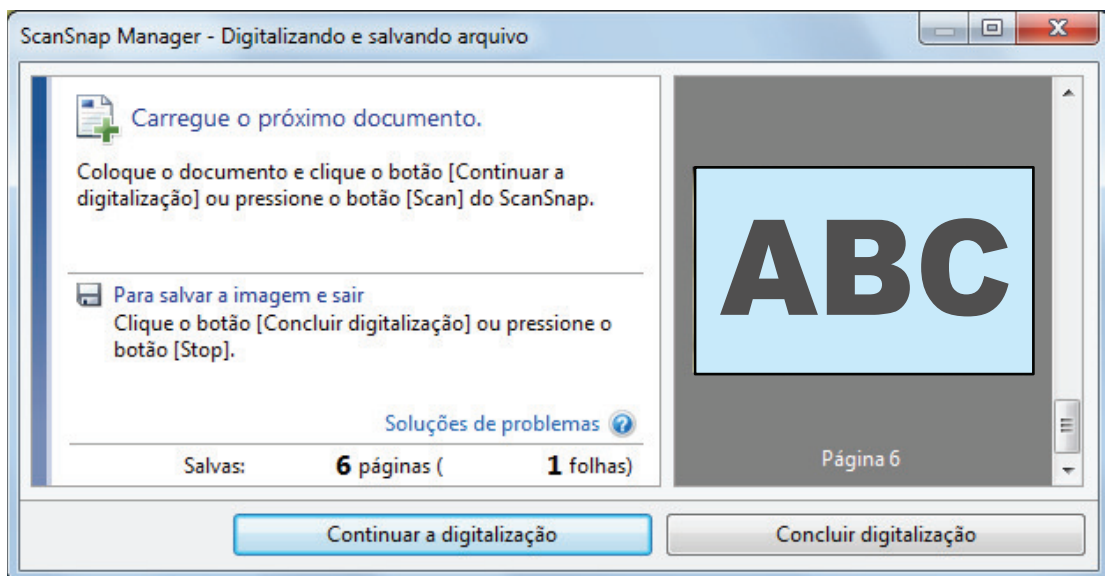 ScanSnap Manager - Digitalizando e salvando arquivo
Carregue o próximo documento.
Coloque o documento e clique o botão [Continuar a
digitalização] ou pressione o botão [Scan] do ScanSnap.
Para salvar a imagem e sair
Clique o botão [Concluir digitalização] ou pressione o
botão [Stop].
Soluções de problemas
Salvas: 6 páginas ( 1 folhas)
ABC
Página 6
Continuar a digitalização
Concluir digitalização